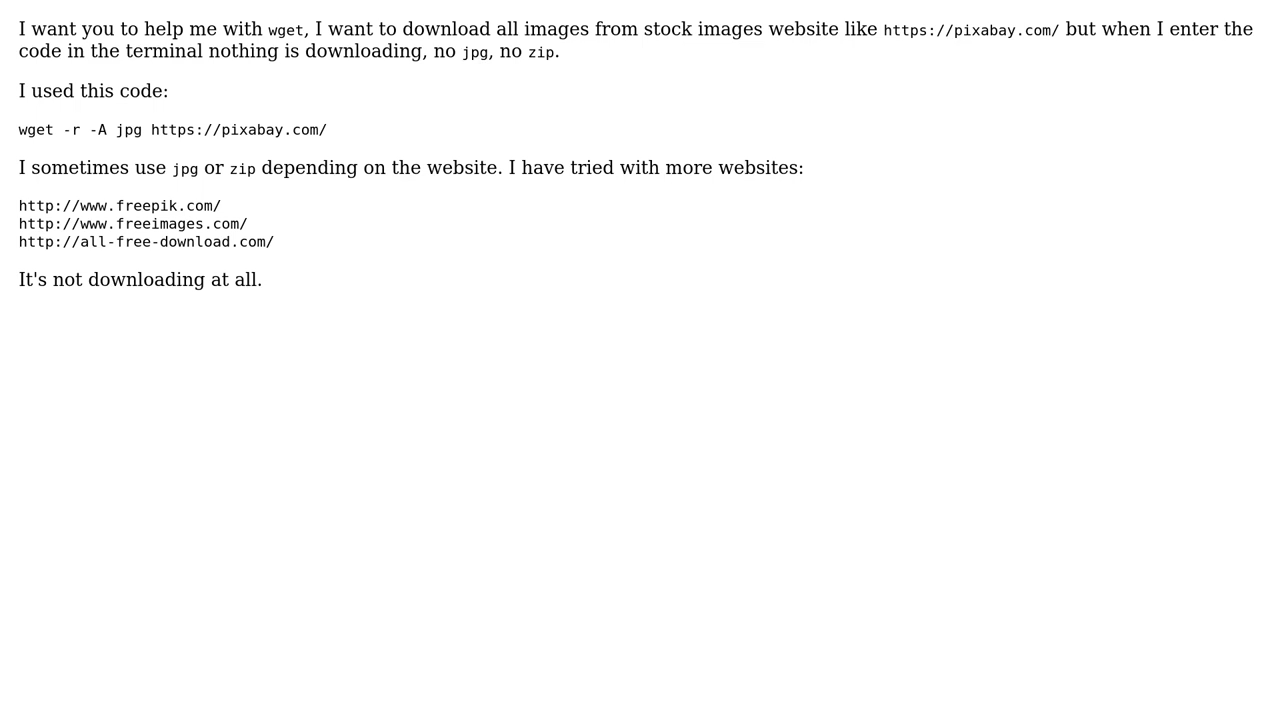 I want you to help me with wget, I want to download all images from stock images website like https://pixabay.com/ but when I enter the
code in the terminal nothing is downloading, no jpg, no zip.
I used this code:
wget -r -A jpg https://pixabay.com/
I sometimes use jpg or zip depending on the website. I have tried with more websites:
http://www.freepik.com/
http://www.freeimages.com/
http://all-free-download.com/
It's not downloading at all.